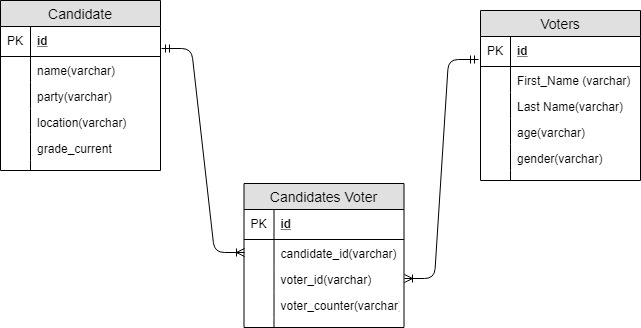 Candidate
PK id
name(varchar)
party(varchar)
location(varchar)
grade_current
Voters
PK id
First_Name (varchar)
Last Name(varchar)
age(varchar)
gender(varchar)
Candidates Voter
PK id
candidate_id(varchar)
voter_id(varchar)
voter_counter(varchar